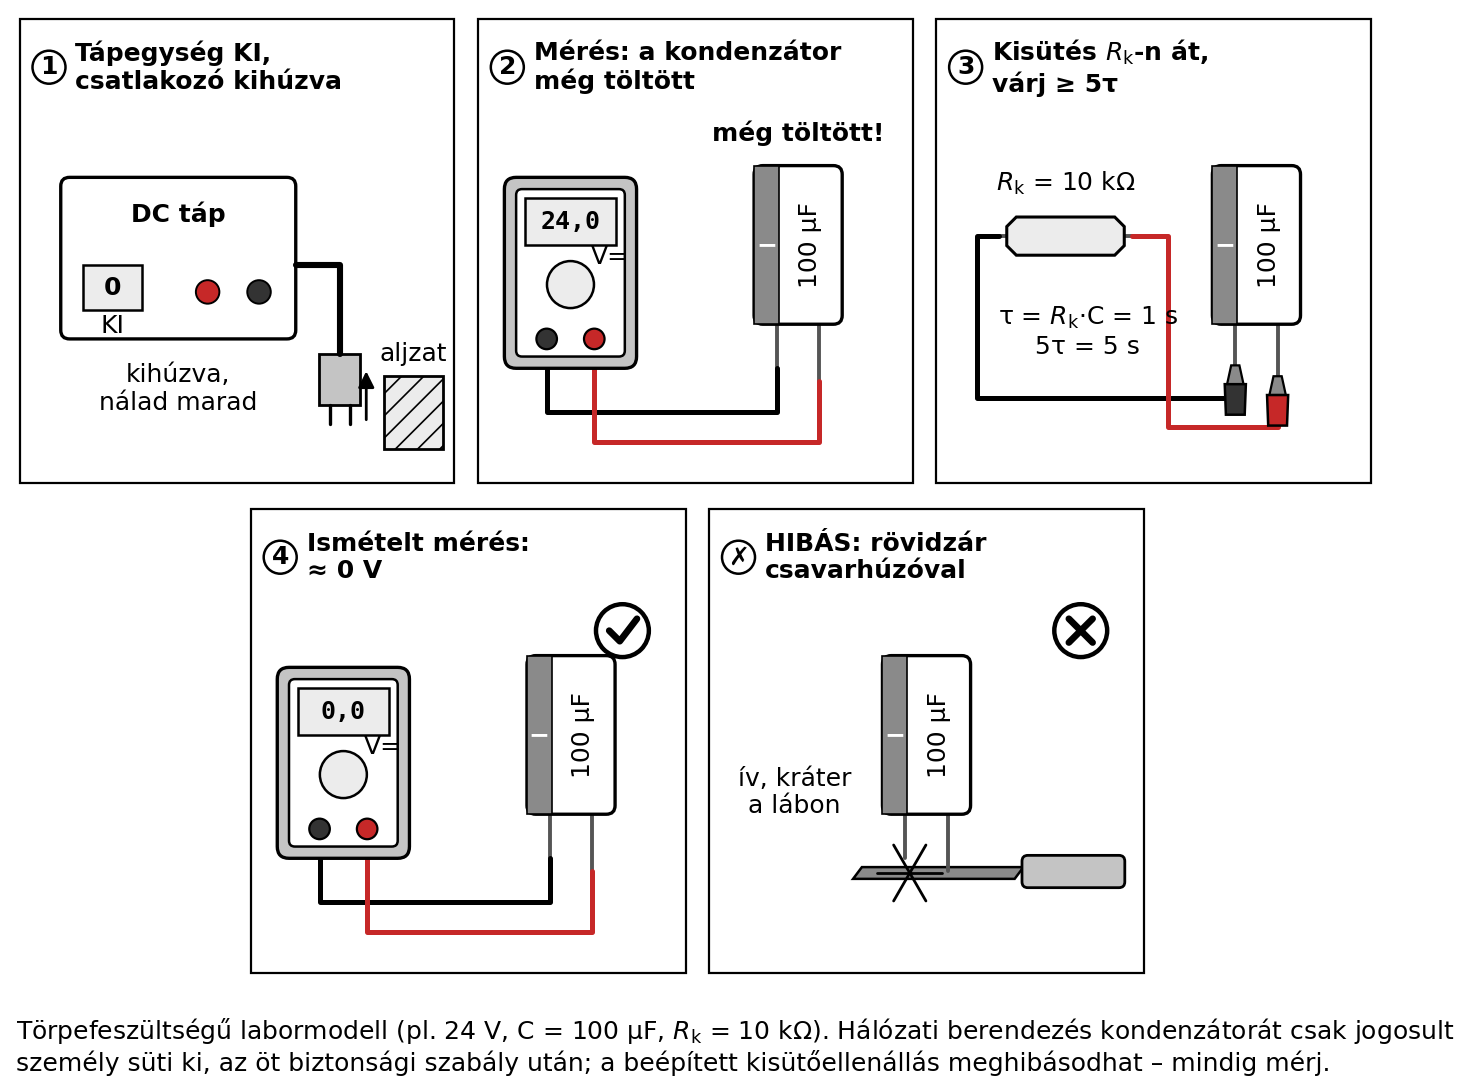 1 Tápegység KI,
csatlakozó kihúzva
DC táp
0
KI
aljzat
kihúzva,
nálad marad
2 Mérés: a kondenzátor
még töltött
még töltött!
24,0
V=
100 µF
3 Kisütés Rk-n át,
várj ≥ 5τ
Rk = 10 kΩ
100 µF
τ = Rk·C = 1 s
5τ = 5 s
4 Ismételt mérés:
≈ 0 V
0,0
V=
100 µF
✗ HIBÁS: rövidzár
csavarhúzóval
100 µF
ív, kráter
a lábon
Törpefeszültségű labormodell (pl. 24 V, C = 100 µF, Rk = 10 kΩ). Hálózati berendezés kondenzátorát csak jogosult
személy süti ki, az öt biztonsági szabály után; a beépített kisütőellenállás meghibásodhat – mindig mérj.